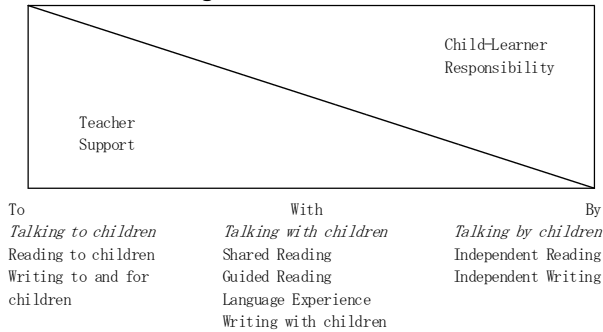 Child-Learner
Responsibility
Teacher
Support
To With By
Talking to children Talking with children Talking by children
Reading to children Shared Reading Independent Reading
Writing to and for Guided Reading Independent Writing
children Language Experience
Writing with children